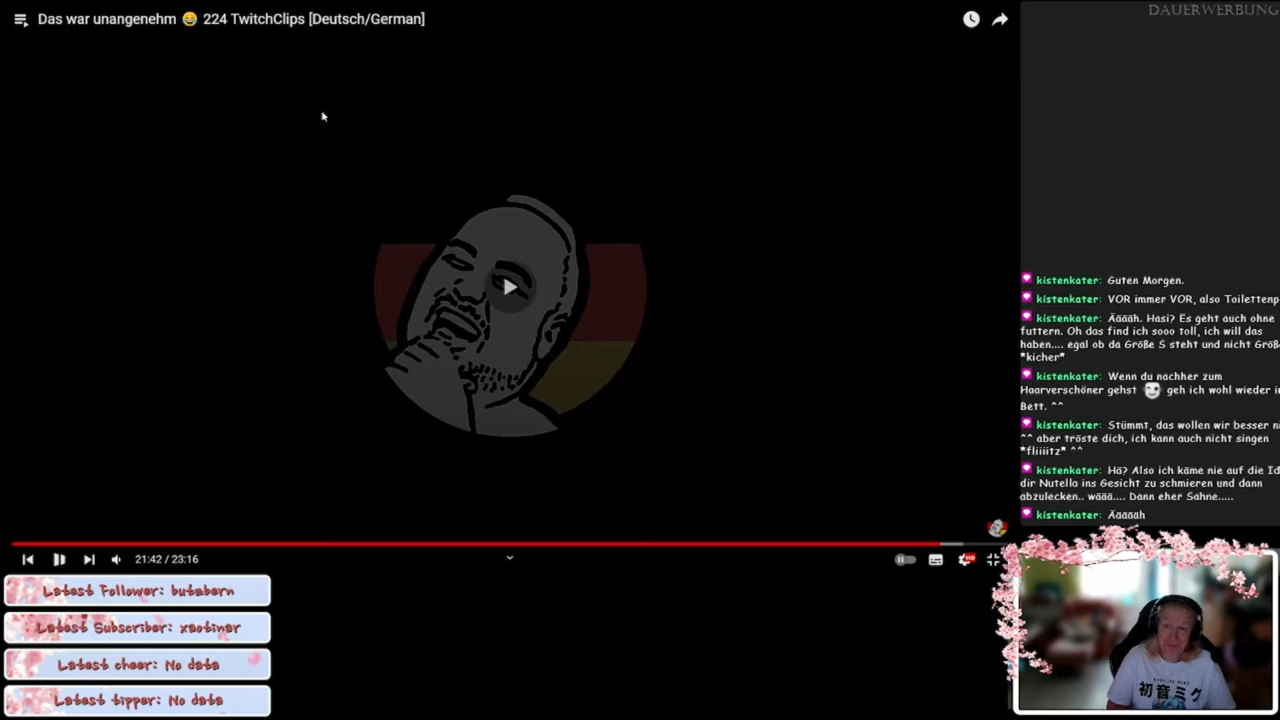 Das war unangenehm 😂 224 TwitchClips [Deutsch/German]
DAUERWERBUNG
kistenkater: Guten Morgen.
kistenkater: VOR immer VOR, also
kistenkater: Äääáh. Hasi? Es geht auch ohne
futtern. Oh das find ich sooo toll, ich will das
haben.... egal ob da Größe S steht und nicht
*kicher*
kistenkater: Wenn du nachher zum
Haarverschöner gehst geh ich wohl wieder
Bett. ^^
kistenkater: Stümmt, das wollen wir besser
^^ aber tröste dich, ich kann auch nicht singen
*fliiiitz* ^^
kistenkater: Hä? Also ich käme nie auf die
dir Nutella ins Gesicht zu schmieren und dann
abzulecken.. wäää.... Dann eher Sahne.....
kistenkater: Äääääh
21:42 / 23:16
HD
Latest Follower: butabern
Latest Subscriber: xaotinar
Latest cheer: No data
Latest tipper: No data
初音ミク